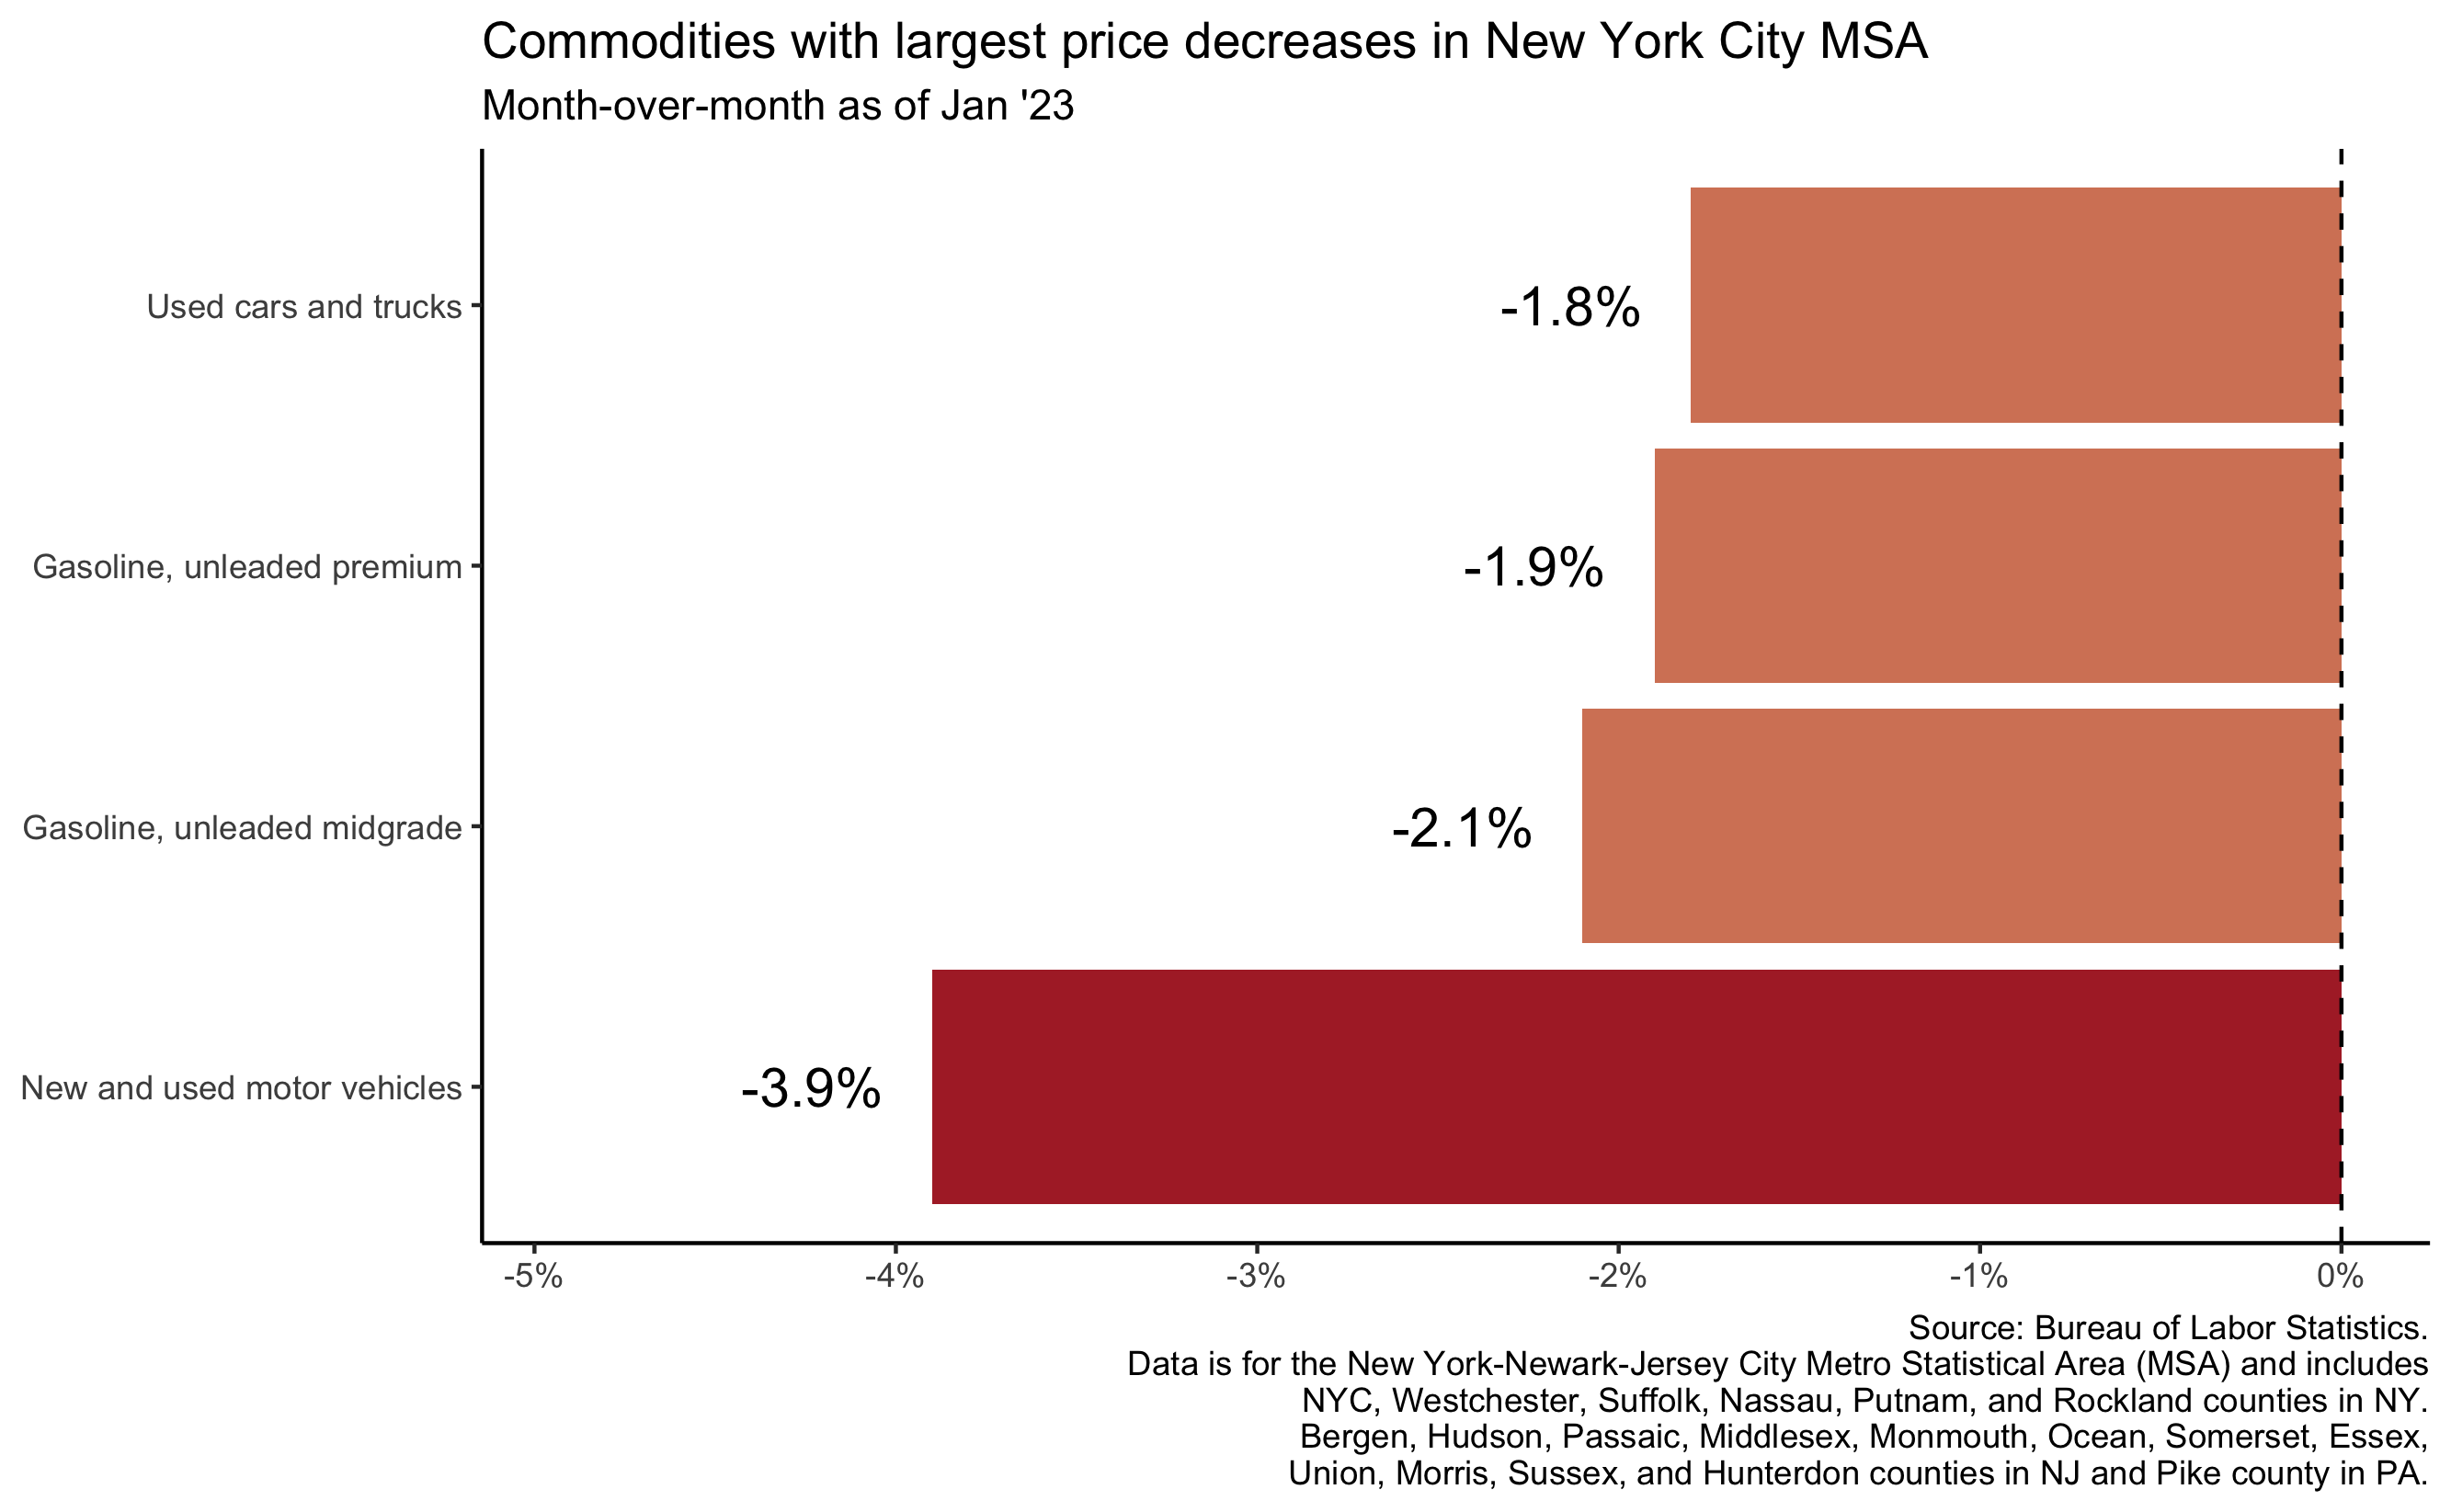 Commodities with largest price decreases in New York City MSA
Month-over-month as of Jan '23
Used cars and trucks
-1.8%
Gasoline, unleaded premium
-1.9%
Gasoline, unleaded midgrade
-2.1%
New and used motor vehicles
-3.9%
-5%
-4%
-3%
-2%
-1%
0%
Source: Bureau of Labor Statistics.
Data is for the New York-Newark-Jersey City Metro Statistical Area (MSA) and includes
NYC, Westchester, Suffolk, Nassau, Putnam, and Rockland counties in NY.
Bergen, Hudson, Passaic, Middlesex, Monmouth, Ocean, Somerset, Essex,
Union, Morris, Sussex, and Hunterdon counties in NJ and Pike county in PA.